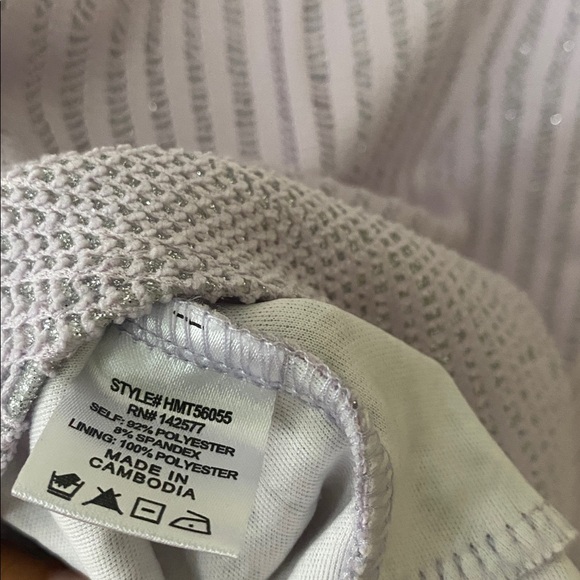 STYLE# HMT56055
RN# 142577
SELF: 92% POLYESTER
8% SPANDEX
LINING: 100% POLYESTER
MADE IN
CAMBODIA